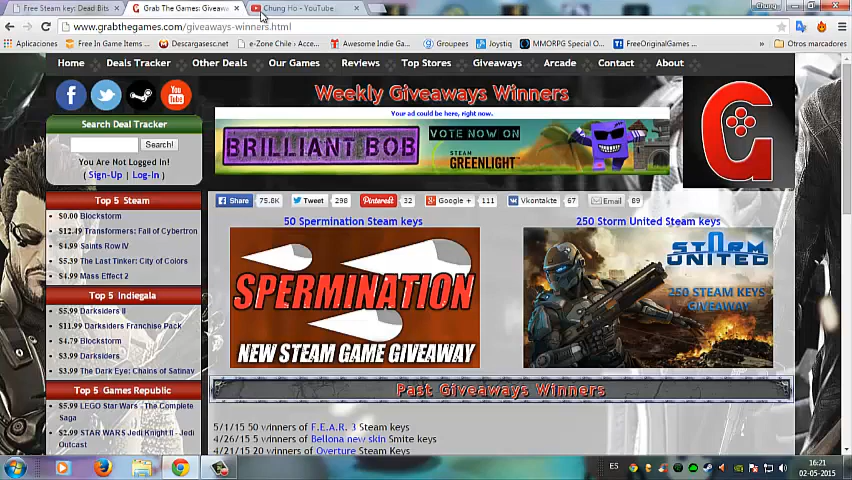 Free Steam key: Dead Bits
Grab The Games: Giveaw
Chung Ho - YouTube
Chung
www.grabthegames.com/giveaways-winners.html
Aplicaciones
Free In Game Items...
Descargasesc.net
e-Zone Chile › Acce...
Awesome Indie Ga...
Groupees
Joystiq
MMORPG Special O...
FreeOriginalGames...
Otros marcadores
Home
Deals Tracker
Other Deals
Our Games
Reviews
Top Stores
Giveaways
Arcade
Contact
About
You Tube
Weekly Giveaways Winners
Your ad could be here, right now.
BRILLIANT BOB
VOTE NOW ON
STEAM
GREENLIGHT
G
Search Deal Tracker
Search!
You Are Not Logged In!
( Sign-Up | Log-In )
Share 75.8K
Tweet 298
Pinterest 32
Google + 111
Vkontakte 67
Email 89
Top 5 Steam
$0.00 Blockstorm
$12.49 Transformers: Fall of Cybertron
$4.99 Saints Row IV
$5.39 The Last Tinker: City of Colors
$4.99 Mass Effect 2
Top 5 Indiegala
$5.99 Darksiders II
$11.99 Darksiders Franchise Pack
$4.79 Blockstorm
$3.99 Darksiders
$3.99 The Dark Eye: Chains of Satinav
Top 5 Games Republic
$5.99 LEGO Star Wars - The Complete
Saga
$2.99 STAR WARS Jedi Knight II - Jedi
Outcast
50 Spermination Steam keys
SPERMINATION
NEW STEAM GAME GIVEAWAY
250 Storm United Steam keys
STORM
UNITED
250 STEAM KEYS
GIVEAWAY
Past Giveaways Winners
5/1/15 50 winners of F.E.A.R. 3 Steam keys
4/26/15 5 winners of Bellona new skin Smite keys
4/21/15 20 winners of Overture Steam Keys
ES
16:21
02-05-2015